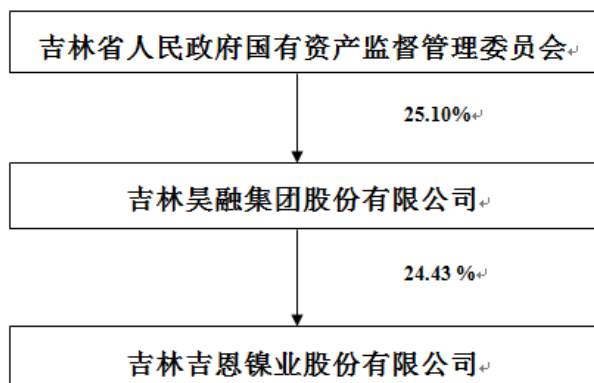 吉林省人民政府国有资产监督管理委员会
25.10%
吉林昊融集团股份有限公司
24.43 %
吉林吉恩镍业股份有限公司